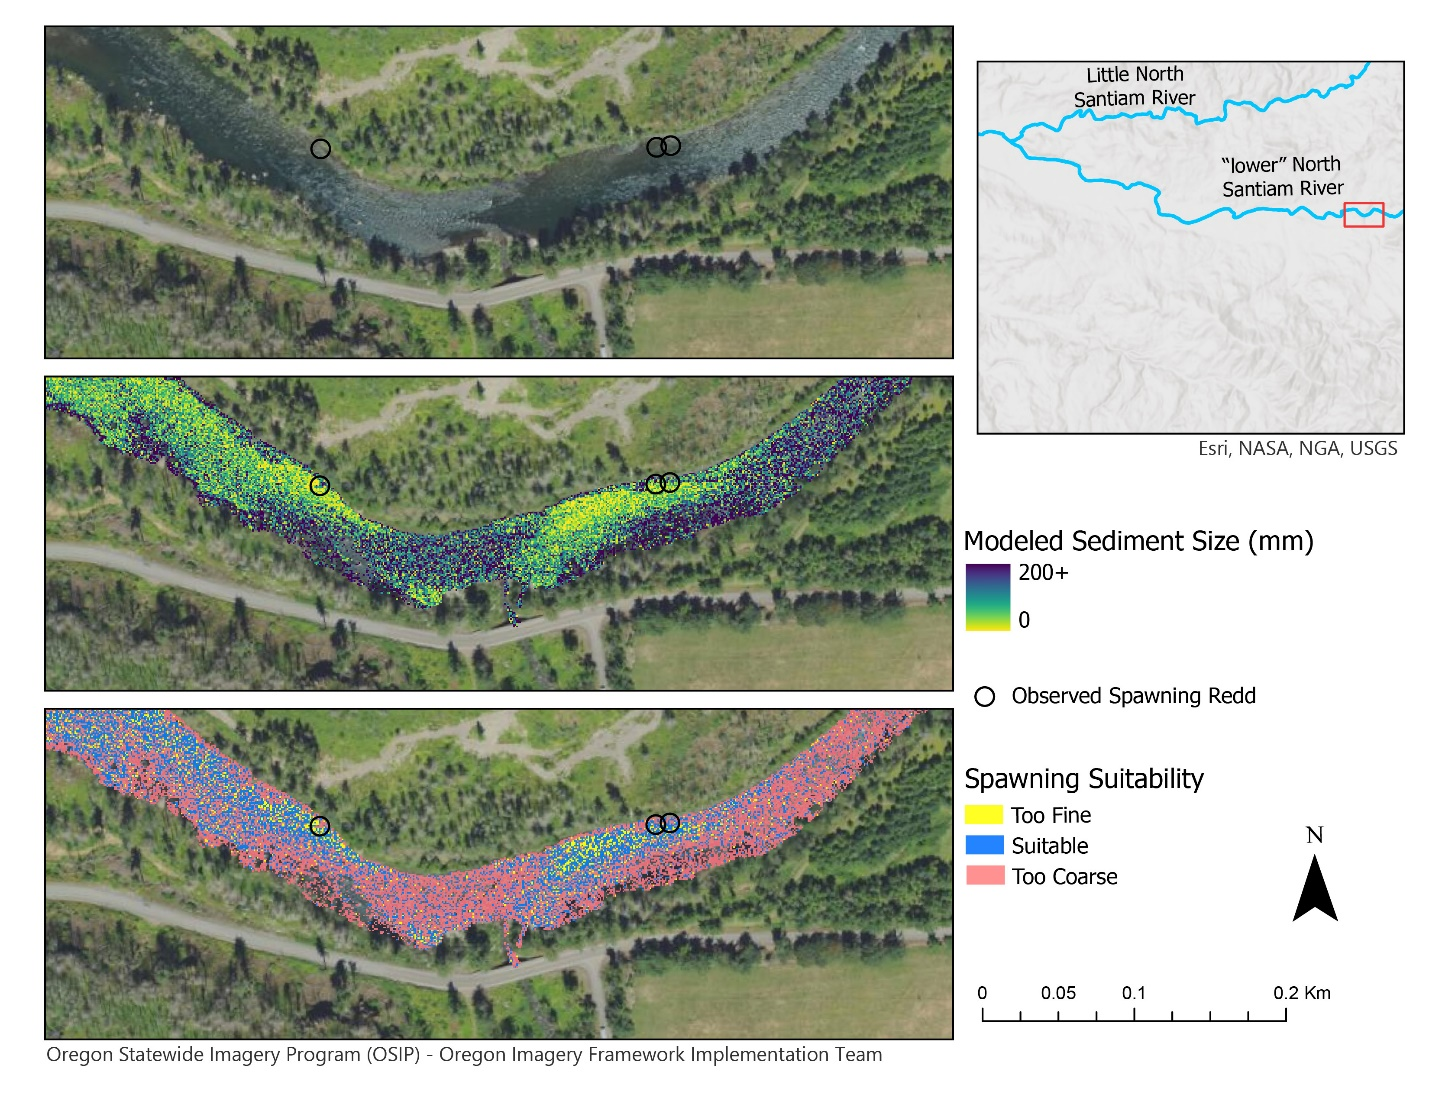 Little North
Santiam River
“lower” North
Santiam River
Esri, NASA, NGA, USGS
Modeled Sediment Size (mm)
200+
0
Observed Spawning Redd
Spawning Suitability
Too Fine
Suitable
Too Coarse
N
0 0.05 0.1 0.2 Km
Oregon Statewide Imagery Program (OSIP) - Oregon Imagery Framework Implementation Team